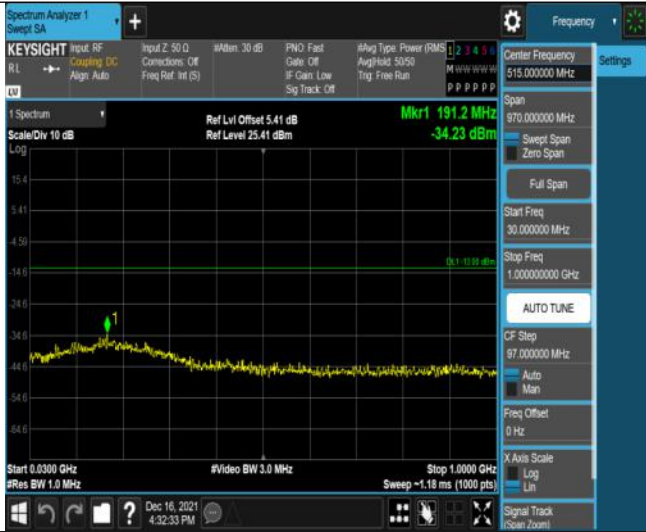 Spectrum Analyzer 1
Swept SA
+
Frequency
KEYSIGHT
RL
LV
Input: RF
Coupling: DC
Align: Auto
Input Z: 50 Ω
Corrections: Off
Freq Ref: Int (S)
#Atten: 30 dB
PNO: Fast
Gate: Off
IF Gain: Low
Sig Track: Off
#Avg Type: Power (RMS
Avg|Hold: 50/50
Trig: Free Run
1 2 3 4 5 6
M W W W W W
P P P P P P
Center Frequency
515.000000 MHz
Settings
Span
970.000000 MHz
Swept Span
Zero Span
Full Span
Start Freq
30.000000 MHz
Stop Freq
1.000000000 GHz
AUTO TUNE
CF Step
97.000000 MHz
Auto
Man
Freq Offset
0 Hz
X Axis Scale
Log
Lin
Signal Track
(Span Zoom)
1 Spectrum
Scale/Div 10 dB
Log
Ref Lvl Offset 5.41 dB
Ref Level 25.41 dBm
Mkr1 191.2 MHz
-34.23 dBm
15.4
5.41
-4.59
DL1 -13.00 dBm
-14.6
-24.6
1
-34.6
-44.6
-54.6
-64.6
Start 0.0300 GHz
#Video BW 3.0 MHz
Stop 1.0000 GHz
#Res BW 1.0 MHz
Sweep ~1.18 ms (1000 pts)
?
Dec 16, 2021
4:32:33 PM